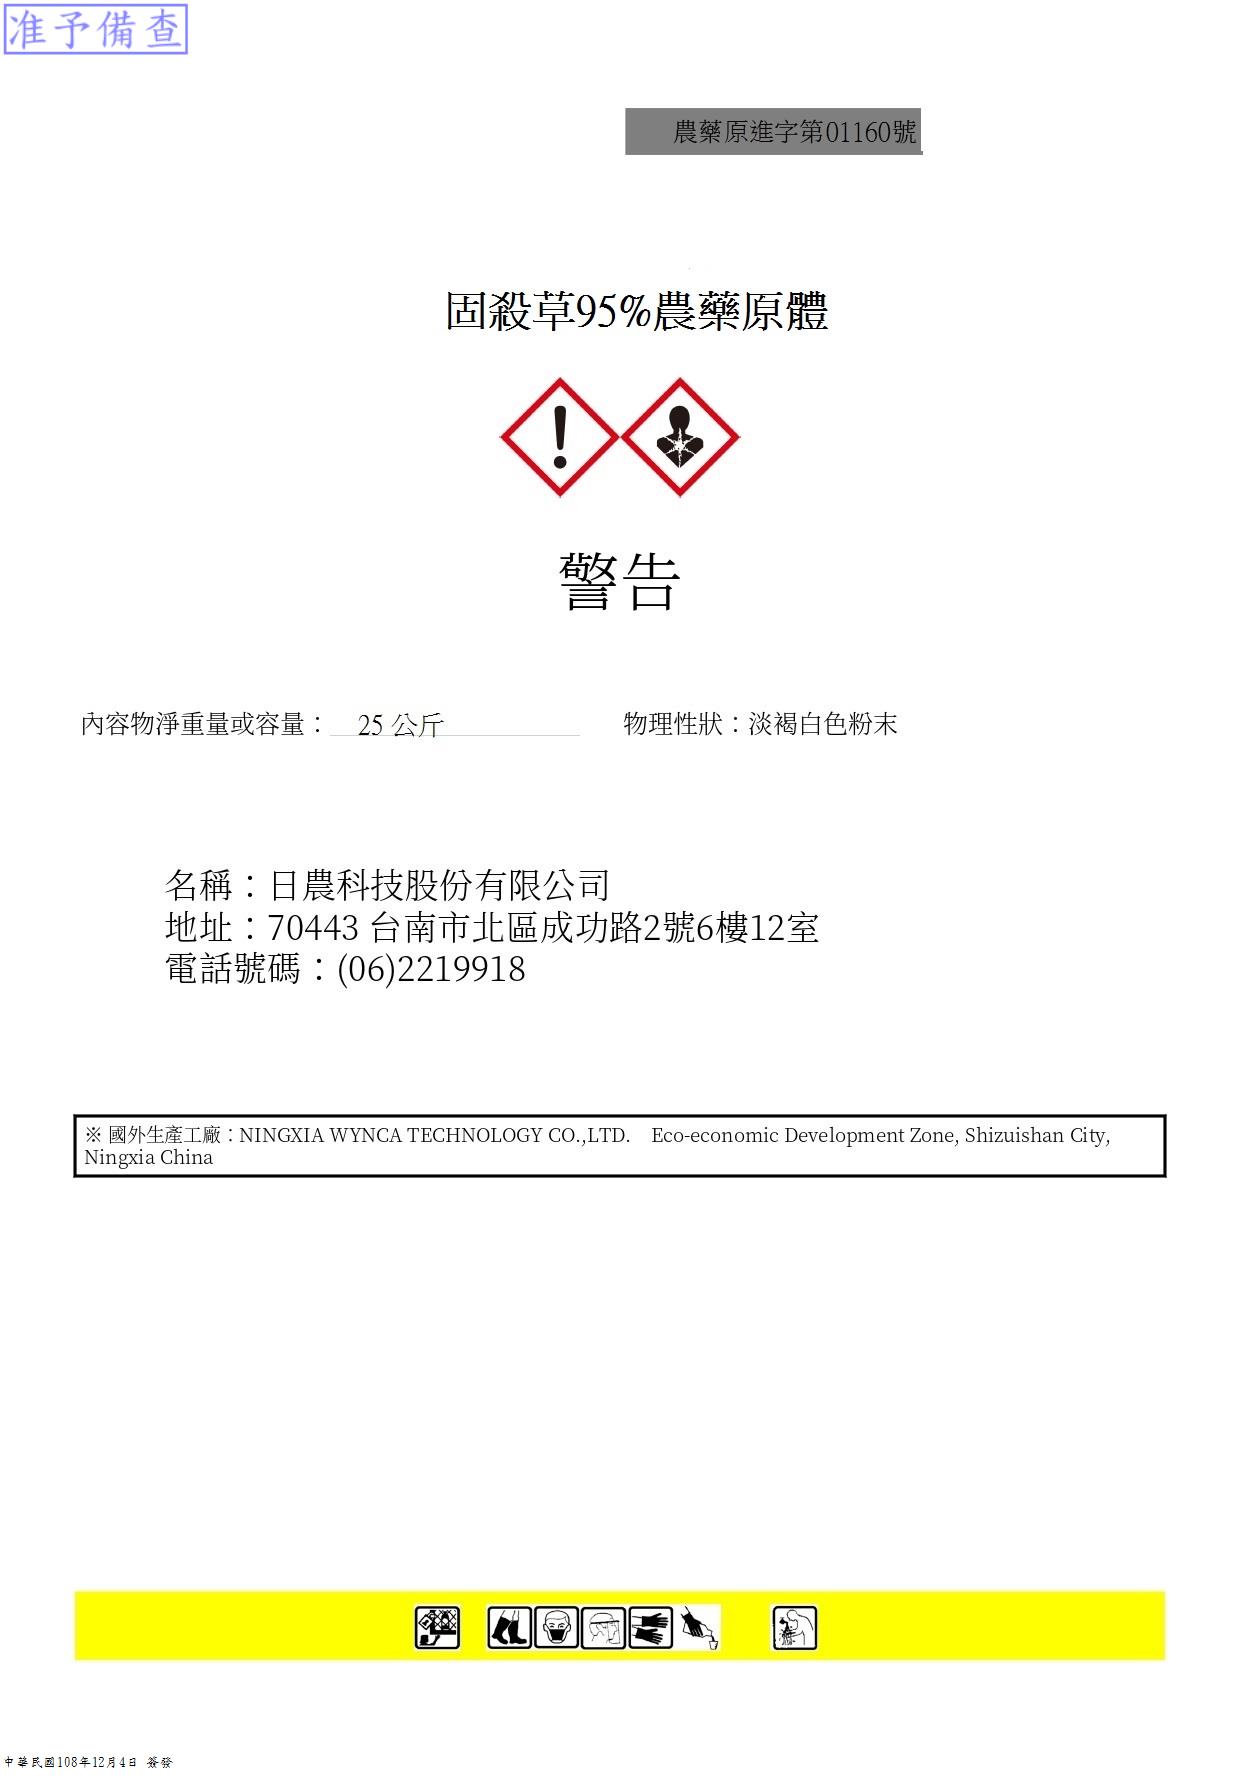 准予備查
農藥原進字第01160號
固殺草95%農藥原體
警告
內容物淨重量或容量： 25 公斤 物理性狀：淡褐白色粉末
名稱：日農科技股份有限公司
地址：70443 台南市北區成功路2號6樓12室
電話號碼：(06)2219918
※ 國外生產工廠：NINGXIA WYNCA TECHNOLOGY CO.,LTD. Eco-economic Development Zone, Shizuishan City,
Ningxia China
中華民國108年12月4日 簽發